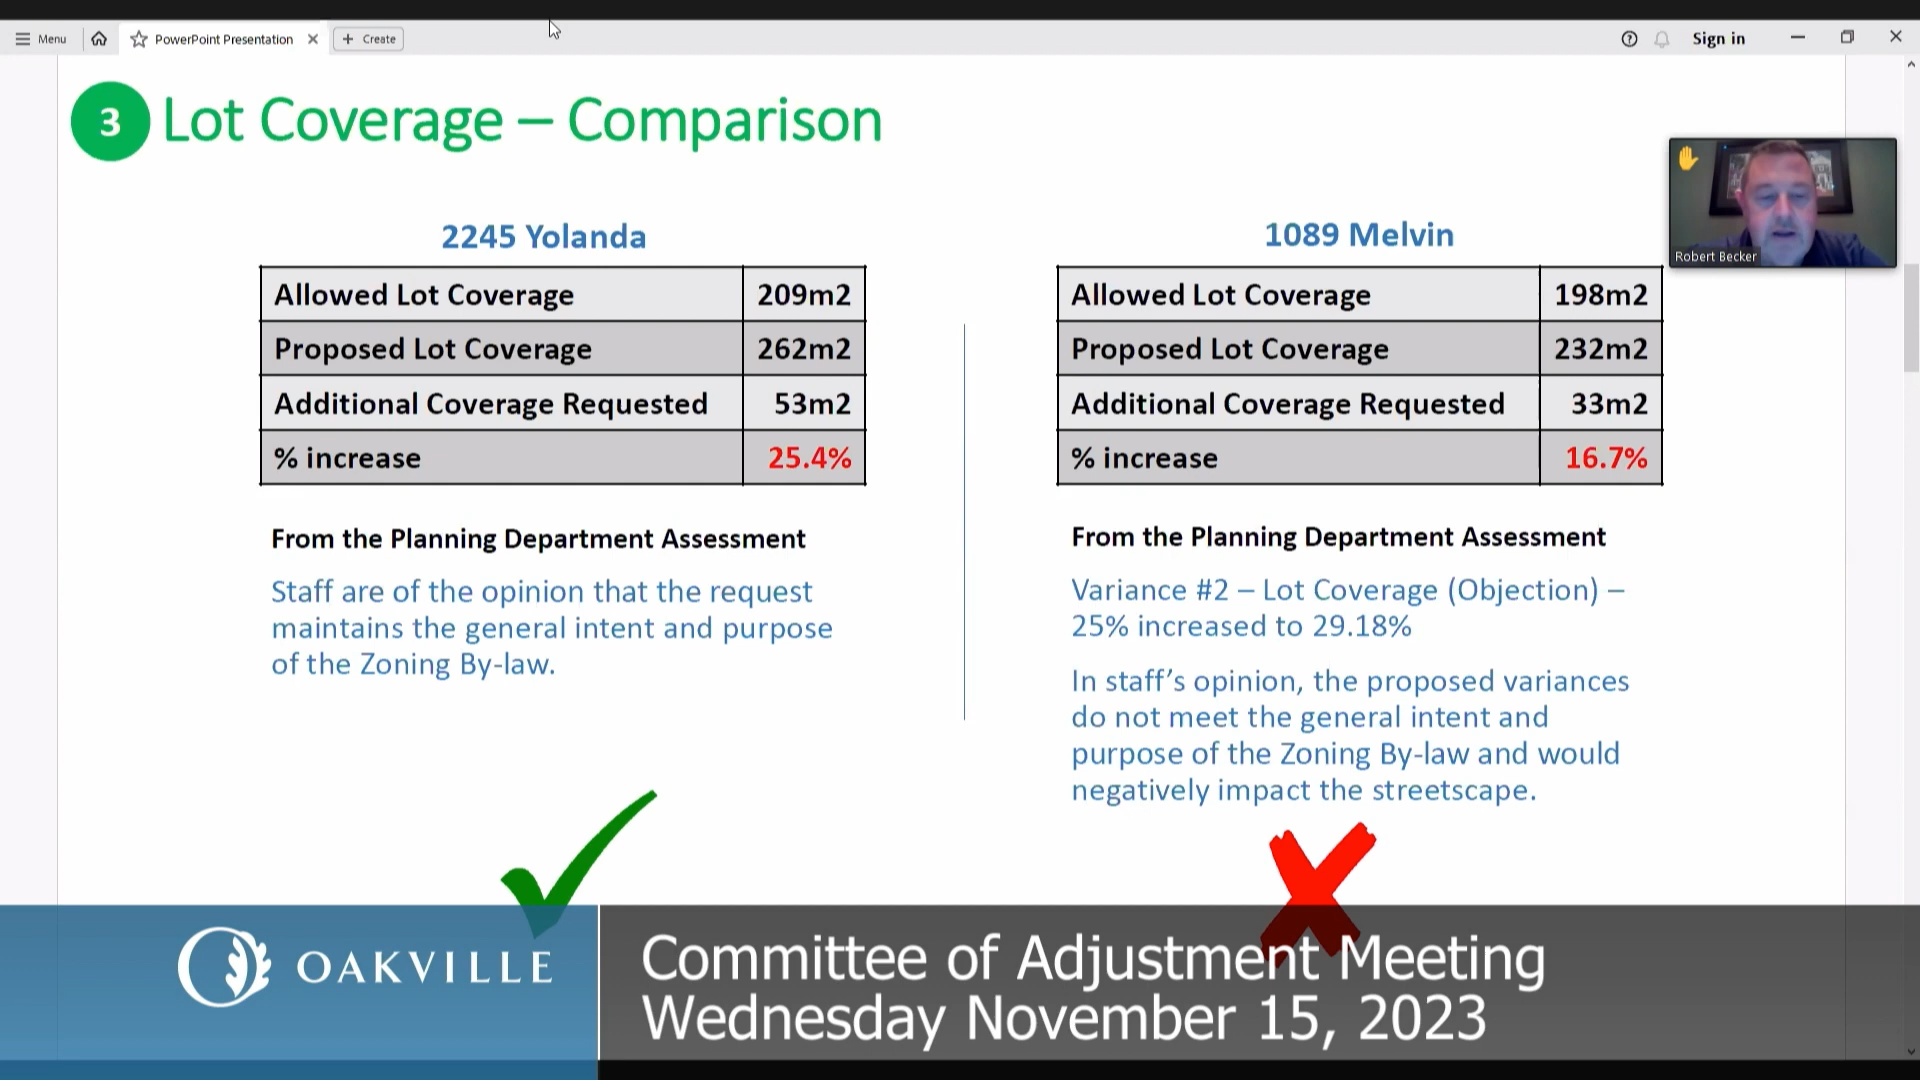 Menu
PowerPoint Presentation
Create
Sign in
3 Lot Coverage – Comparison
Robert Becker
2245 Yolanda
Allowed Lot Coverage 209m2
Proposed Lot Coverage 262m2
Additional Coverage Requested 53m2
% increase 25.4%
From the Planning Department Assessment
Staff are of the opinion that the request
maintains the general intent and purpose
of the Zoning By-law.
1089 Melvin
Allowed Lot Coverage 198m2
Proposed Lot Coverage 232m2
Additional Coverage Requested 33m2
% increase 16.7%
From the Planning Department Assessment
Variance #2 – Lot Coverage (Objection) –
25% increased to 29.18%
In staff’s opinion, the proposed variances
do not meet the general intent and
purpose of the Zoning By-law and would
negatively impact the streetscape.
OAKVILLE
Committee of Adjustment Meeting
Wednesday November 15, 2023